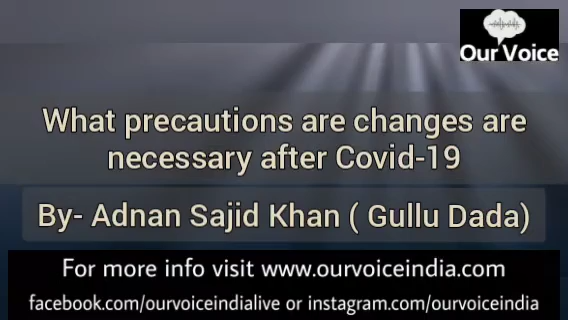 Our Voice
What precautions are changes are
necessary after Covid-19
By- Adnan Sajid Khan ( Gullu Dada)
For more info visit www.ourvoiceindia.com
facebook.com/ourvoiceindialive or instagram.com/ourvoiceindia